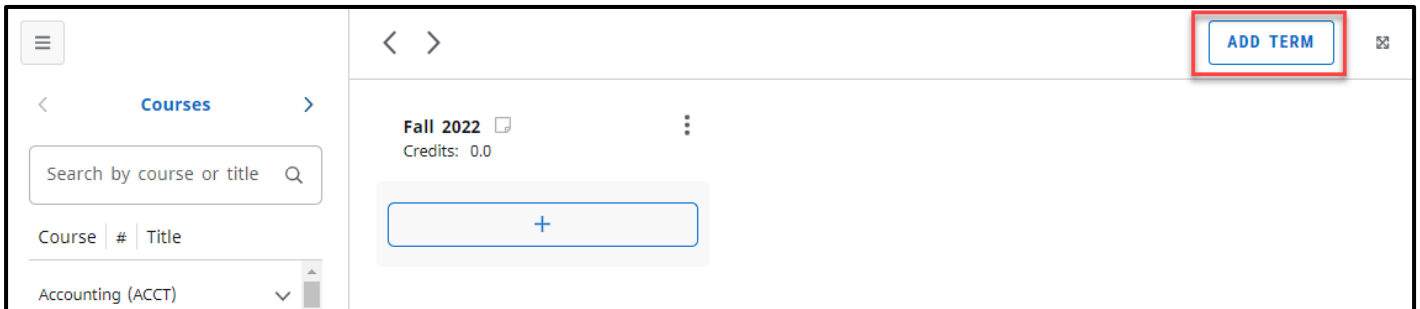 ADD TERM
Courses
Search by course or title
Course # Title
Accounting (ACCT)
Fall 2022
Credits: 0.0
+